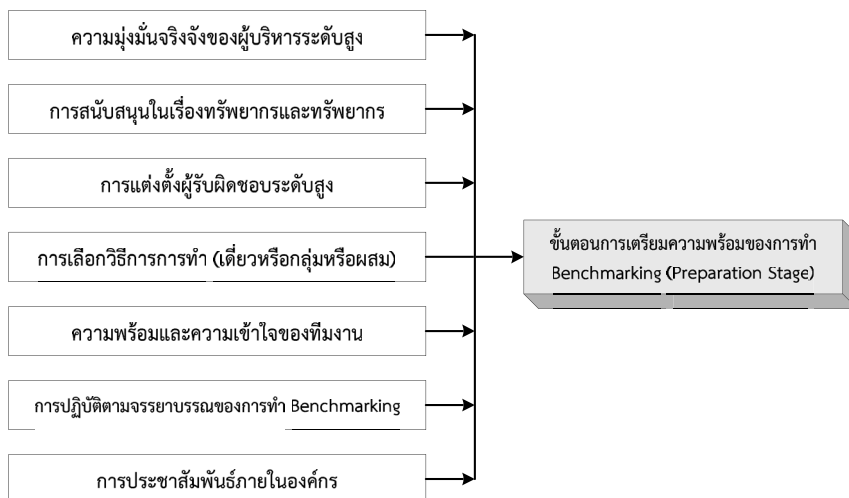 ความมุ่งมั่นจริงจังของผู้บริหารระดับสูง
การสนับสนุนในเรื่องทรัพยากรและทรัพยากร
การแต่งตั้งผู้รับผิดชอบระดับสูง
การเลือกวิธีการการทำ (เดี่ยวหรือกลุ่มหรือผสม)
ความพร้อมและความเข้าใจของทีมงาน
การปฏิบัติตามจรรยาบรรณของการทำ Benchmarking
การประชาสัมพันธ์ภายในองค์กร
ขั้นตอนการเตรียมความพร้อมของการทำ
Benchmarking (Preparation Stage)